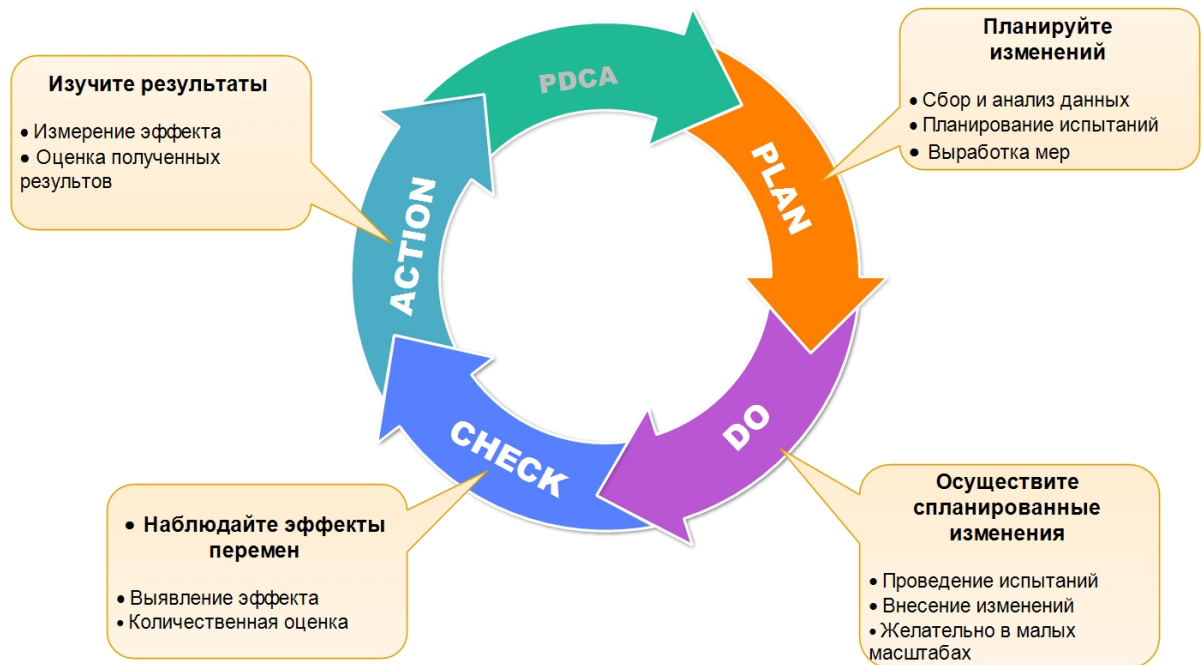 PDCA
Планируйте
изменений
• Сбор и анализ данных
• Планирование испытаний
• Выработка мер
PLAN
DO
Осуществите
спланированные
изменения
• Проведение испытаний
• Внесение изменений
• Желательно в малых
масштабах
CHECK
• Наблюдайте эффекты
перемен
• Выявление эффекта
• Количественная оценка
ACTION
Изучите результаты
• Измерение эффекта
• Оценка полученных
результов